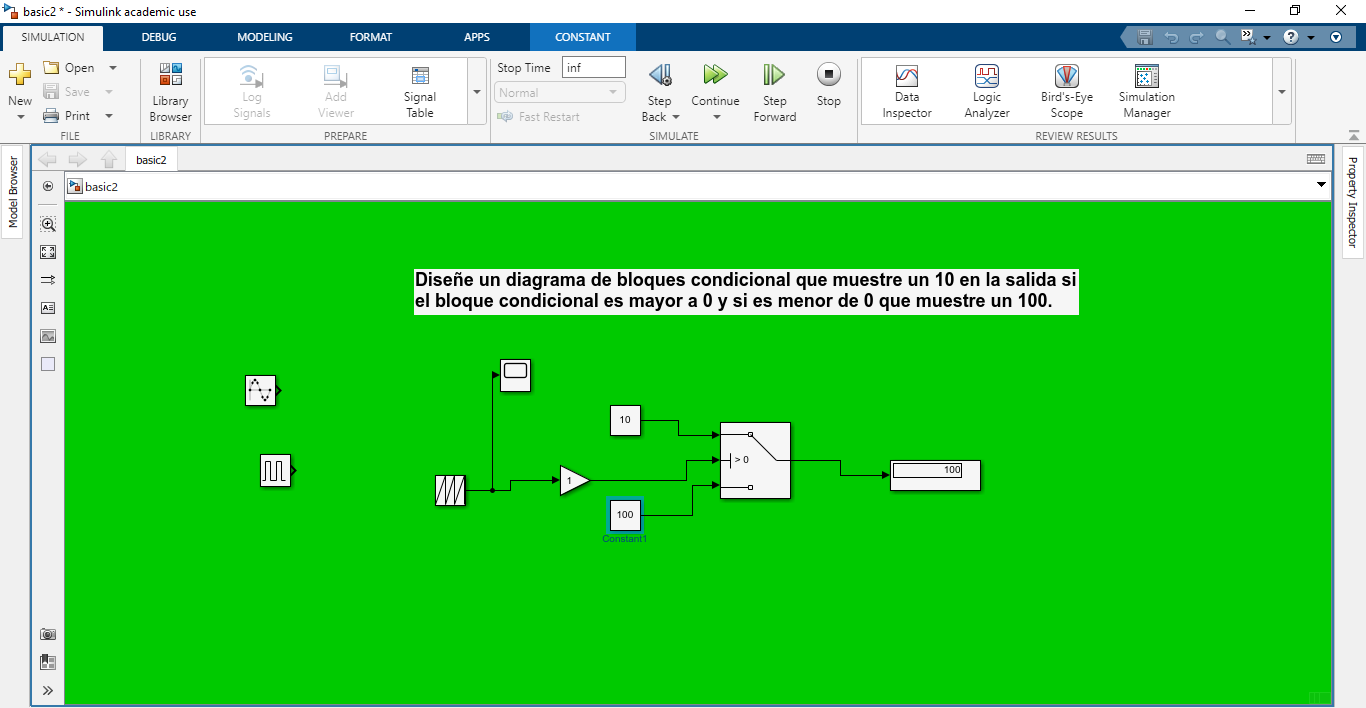 basic2 * - Simulink academic use
SIMULATION DEBUG MODELING FORMAT APPS CONSTANT
New
Open
Save
Print
FILE
Library
Browser
LIBRARY
Log
Signals
Add
Viewer
Signal
Table
PREPARE
Stop Time inf
Normal
Fast Restart
Step
Back
Continue
Step
Forward
Stop
SIMULATE
Data
Inspector
Logic
Analyzer
Bird's-Eye
Scope
Simulation
Manager
REVIEW RESULTS
Model Browser
basic2
basic2
Property Inspector
Diseñe un diagrama de bloques condicional que muestre un 10 en la salida si
el bloque condicional es mayor a 0 y si es menor de 0 que muestre un 100.
10
> 0
100
1
100
Constant1